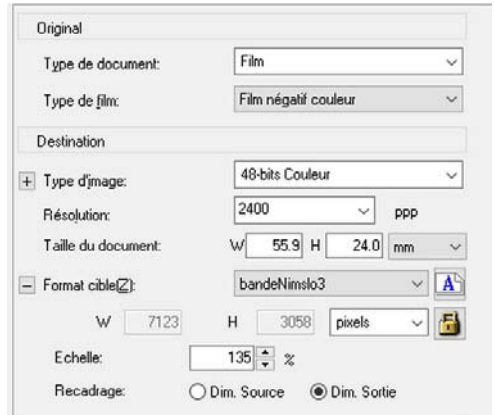 Original
Type de document: Film
Type de film: Film négatif couleur
Destination
+ Type d'image: 48-bits Couleur
Résolution: 2400 ppp
Taille du document: W 55.9 H 24.0 mm
− Format cible(Z): bandeNimslo3 A
W 7123 H 3058 pixels
Echelle: 135 %
Recadrage: Dim. Source Dim. Sortie